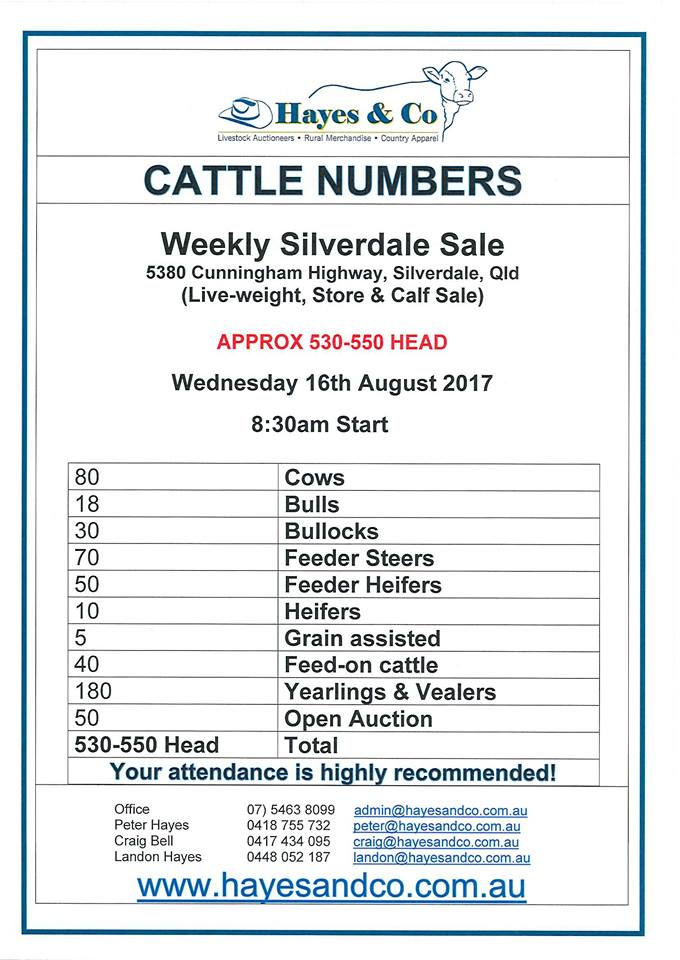 Hayes & Co
Livestock Auctioneers • Rural Merchandise • Country Apparel
CATTLE NUMBERS
Weekly Silverdale Sale
5380 Cunningham Highway, Silverdale, Qld
(Live-weight, Store & Calf Sale)
APPROX 530-550 HEAD
Wednesday 16th August 2017
8:30am Start
80 Cows
18 Bulls
30 Bullocks
70 Feeder Steers
50 Feeder Heifers
10 Heifers
5 Grain assisted
40 Feed-on cattle
180 Yearlings & Vealers
50 Open Auction
530-550 Head Total
Your attendance is highly recommended!
Office 07) 5463 8099 admin@hayesandco.com.au
Peter Hayes 0418 755 732 peter@hayesandco.com.au
Craig Bell 0417 434 095 craig@hayesandco.com.au
Landon Hayes 0448 052 187 landon@hayesandco.com.au
www.hayesandco.com.au